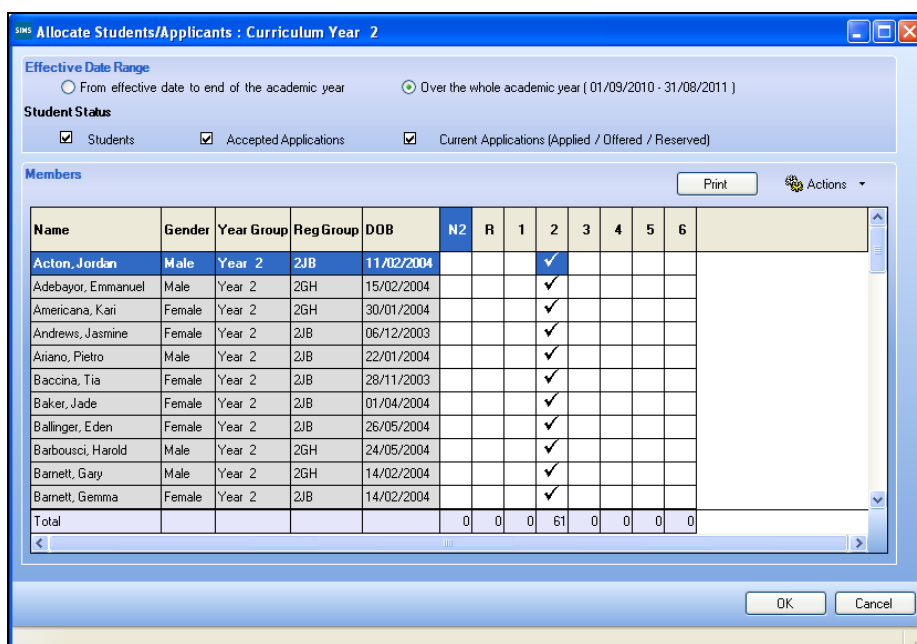 SIMS Allocate Students/Applicants : Curriculum Year 2
Effective Date Range
From effective date to end of the academic year Over the whole academic year ( 01/09/2010 - 31/08/2011 )
Student Status
Students Accepted Applications Current Applications (Applied / Offered / Reserved)
Members
Print Actions
Name Gender Year Group Reg Group DOB N2 R 1 2 3 4 5 6
Acton, Jordan Male Year 2 2JB 11/02/2004 ✓
Adebayor, Emmanuel Male Year 2 2GH 15/02/2004 ✓
Americana, Kari Female Year 2 2GH 30/01/2004 ✓
Andrews, Jasmine Female Year 2 2JB 06/12/2003 ✓
Ariano, Pietro Male Year 2 2JB 22/01/2004 ✓
Baccina, Tia Female Year 2 2JB 28/11/2003 ✓
Baker, Jade Female Year 2 2JB 01/04/2004 ✓
Ballinger, Eden Female Year 2 2JB 26/05/2004 ✓
Barbousci, Harold Male Year 2 2GH 24/05/2004 ✓
Barnett, Gary Male Year 2 2GH 14/02/2004 ✓
Barnett, Gemma Female Year 2 2JB 14/02/2004 ✓
Total 0 0 0 61 0 0 0 0
OK Cancel